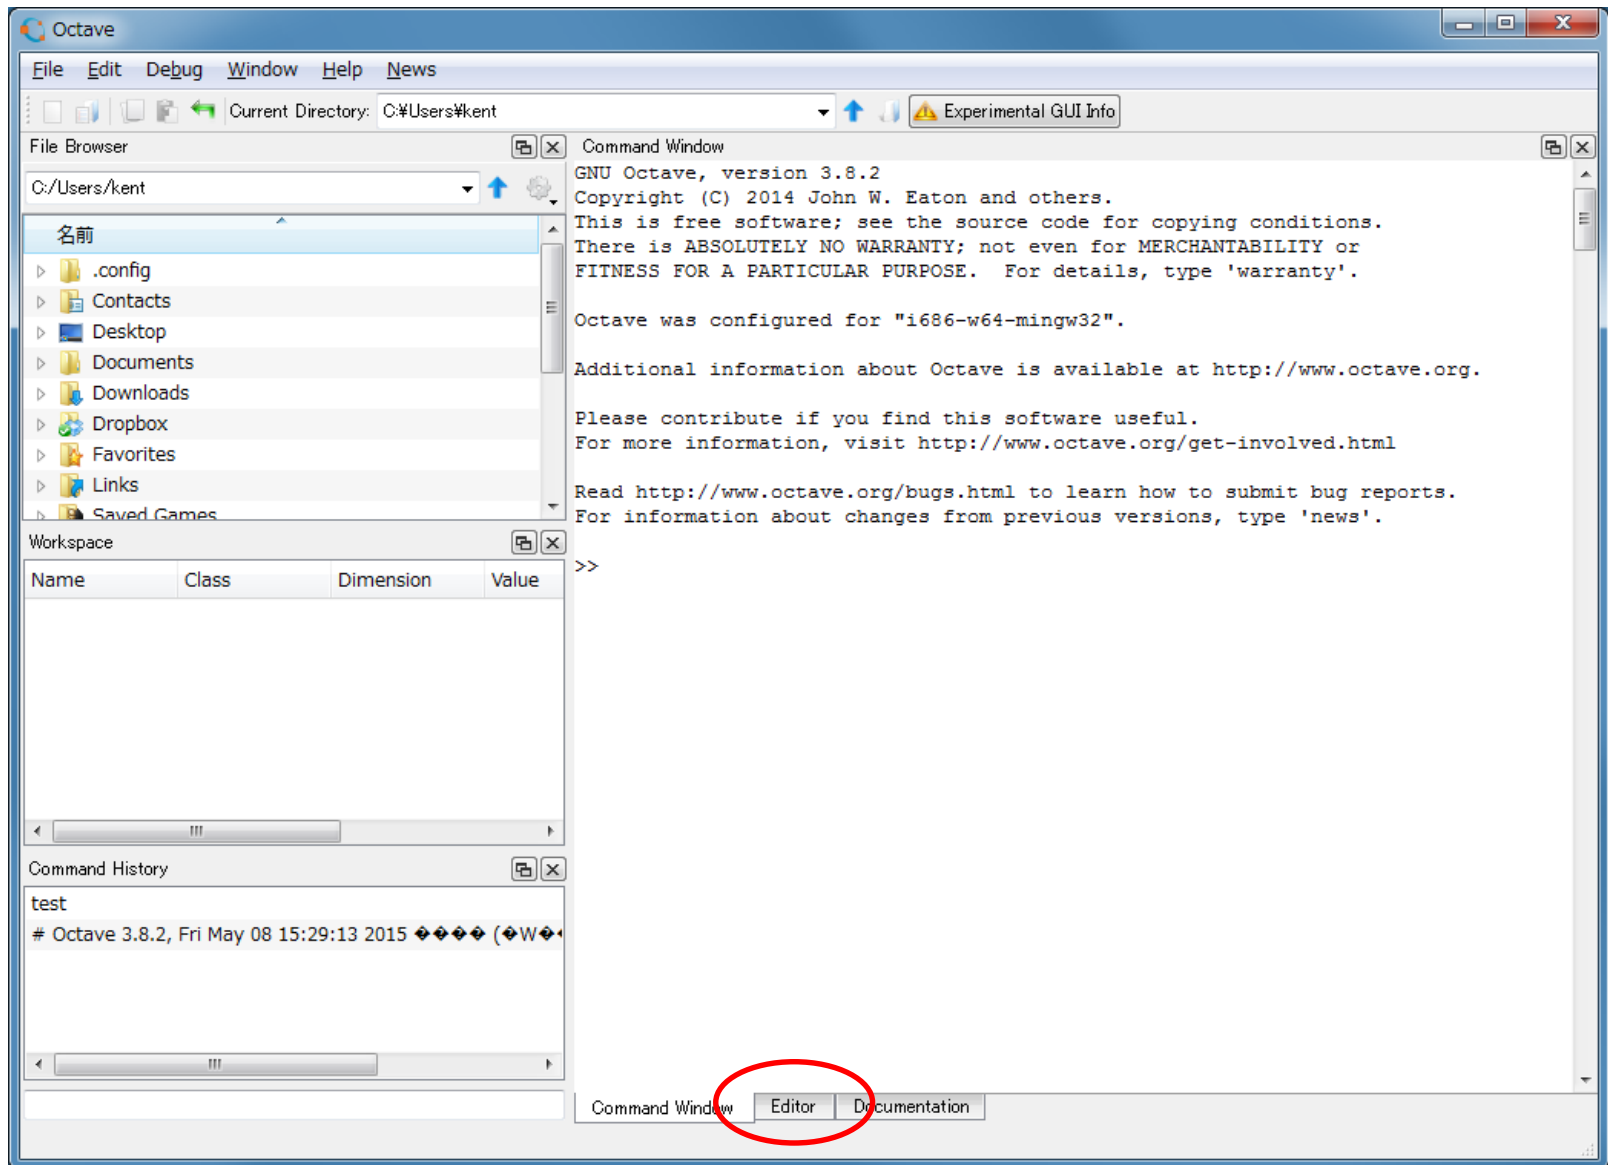 Octave
File Edit Debug Window Help News
Current Directory: C:¥Users¥kent Experimental GUI Info
File Browser
C:/Users/kent
名前
.config
Contacts
Desktop
Documents
Downloads
Dropbox
Favorites
Links
Saved Games
Workspace
Name Class Dimension Value
Command History
test
# Octave 3.8.2, Fri May 08 15:29:13 2015 ���� (�W��
Command Window
GNU Octave, version 3.8.2
Copyright (C) 2014 John W. Eaton and others.
This is free software; see the source code for copying conditions.
There is ABSOLUTELY NO WARRANTY; not even for MERCHANTABILITY or
FITNESS FOR A PARTICULAR PURPOSE.  For details, type 'warranty'.
Octave was configured for "i686-w64-mingw32".
Additional information about Octave is available at http://www.octave.org.
Please contribute if you find this software useful.
For more information, visit http://www.octave.org/get-involved.html
Read http://www.octave.org/bugs.html to learn how to submit bug reports.
For information about changes from previous versions, type 'news'.
>>
Command Window Editor Documentation